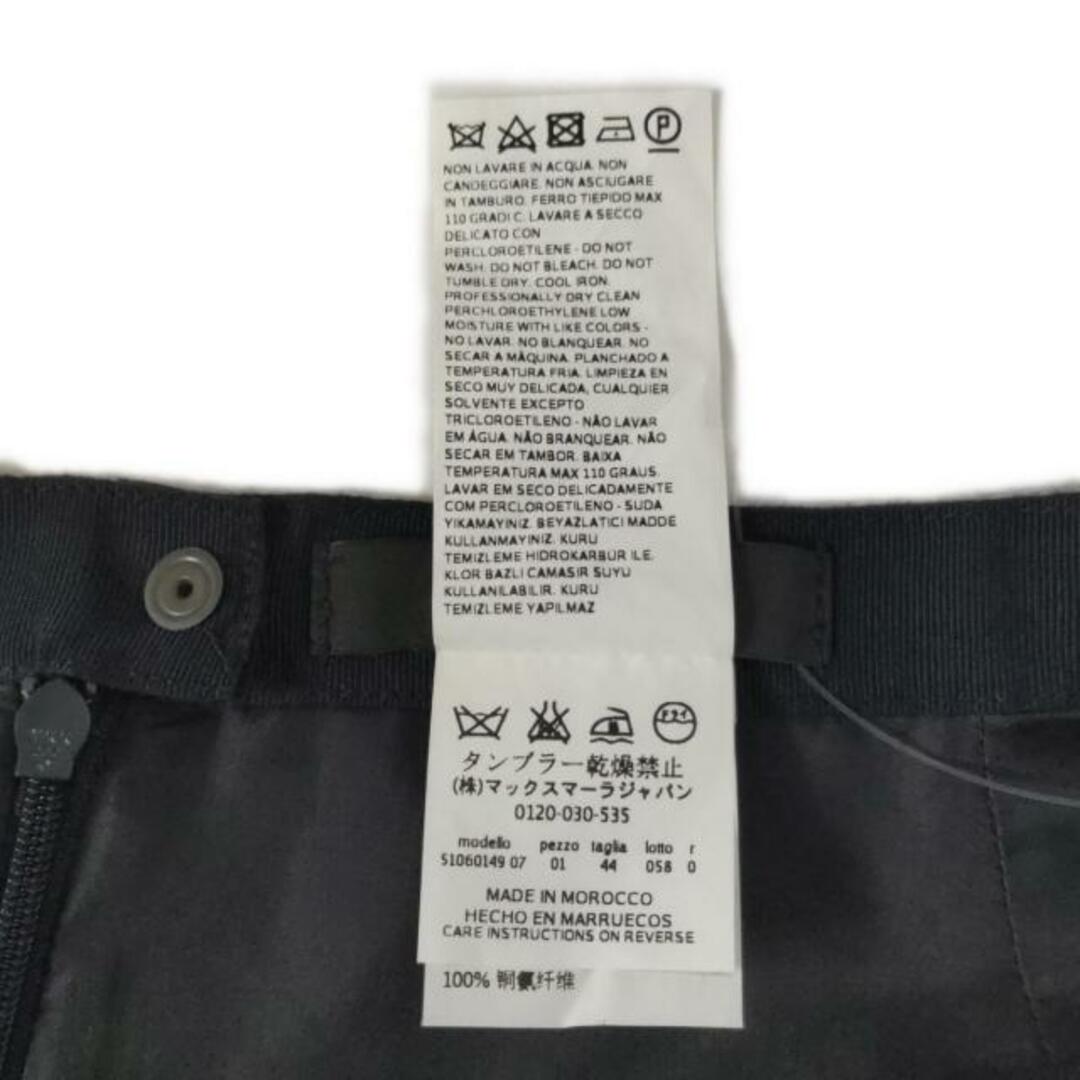 P
NON LAVARE IN ACQUA. NON
CANDEGGIARE. NON ASCIUGARE
IN TAMBURO. FERRO TIEPIDO MAX
110 GRADI C. LAVARE A SECCO
DELICATO CON
PERCLOROETILENE - DO NOT
WASH. DO NOT BLEACH. DO NOT
TUMBLE DRY. COOL IRON.
PROFESSIONALLY DRY CLEAN
PERCHLOROETHYLENE LOW
MOISTURE WITH LIKE COLORS -
NO LAVAR. NO BLANQUEAR. NO
SECAR A MÁQUINA. PLANCHADO A
TEMPERATURA FRIA. LIMPIEZA EN
SECO MUY DELICADA, CUALQUIER
SOLVENTE EXCEPTO
TRICLOROETILENO - NÃO LAVAR
EM ÁGUA. NÃO BRANQUEAR. NÃO
SECAR EM TAMBOR. BAIXA
TEMPERATURA MAX 110 GRAUS.
LAVAR EM SECO DELICADAMENTE
COM PERCLOROETILENO - SUDA
YIKAMAYINIZ. BEYAZLATICI MADDE
KULLANMAYINIZ. KURU
TEMIZLEME HIDROKARBUR ILE.
KLOR BAZLI CAMASIR SUYU
KULLANILABILIR. KURU
TEMIZLEME YAPILMAZ
ドライ
タンブラー乾燥禁止
(株)マックスマーラジャパン
0120-030-535
modello pezzo taglia lotto r
51060149 07 01 44 058 0
MADE IN MOROCCO
HECHO EN MARRUECOS
CARE INSTRUCTIONS ON REVERSE
100% 铜氨纤维